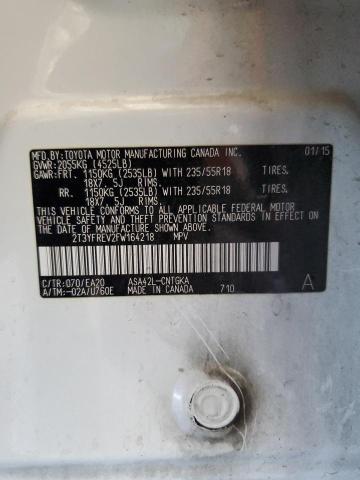 MFD.BY:TOYOTA MOTOR MANUFACTURING CANADA INC. 01/15
GVWR:2055KG (4525LB)
GAWR:FRT. 1150KG (2535LB) WITH 235/55R18 TIRES,
18X7. 5J RIMS.
RR. 1150KG (2535LB) WITH 235/55R18 TIRES,
18X7. 5J RIMS.
THIS VEHICLE CONFORMS TO ALL APPLICABLE FEDERAL MOTOR VEHICLE
SAFETY AND THEFT PREVENTION STANDARDS IN EFFECT ON THE DATE
OF MANUFACTURE SHOWN ABOVE.
2T3YFREV2FW164218 MPV
C/TR:070/EA20 ASA42L-CNTGKA
A/TM:-02A/U760E MADE IN CANADA 710 A